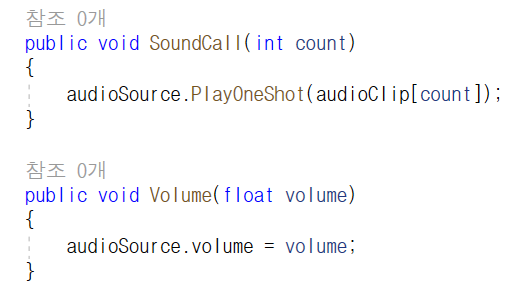 참조 0개
public void SoundCall(int count)
{
audioSource.PlayOneShot(audioClip[count]);
}
참조 0개
public void Volume(float volume)
{
audioSource.volume = volume;
}